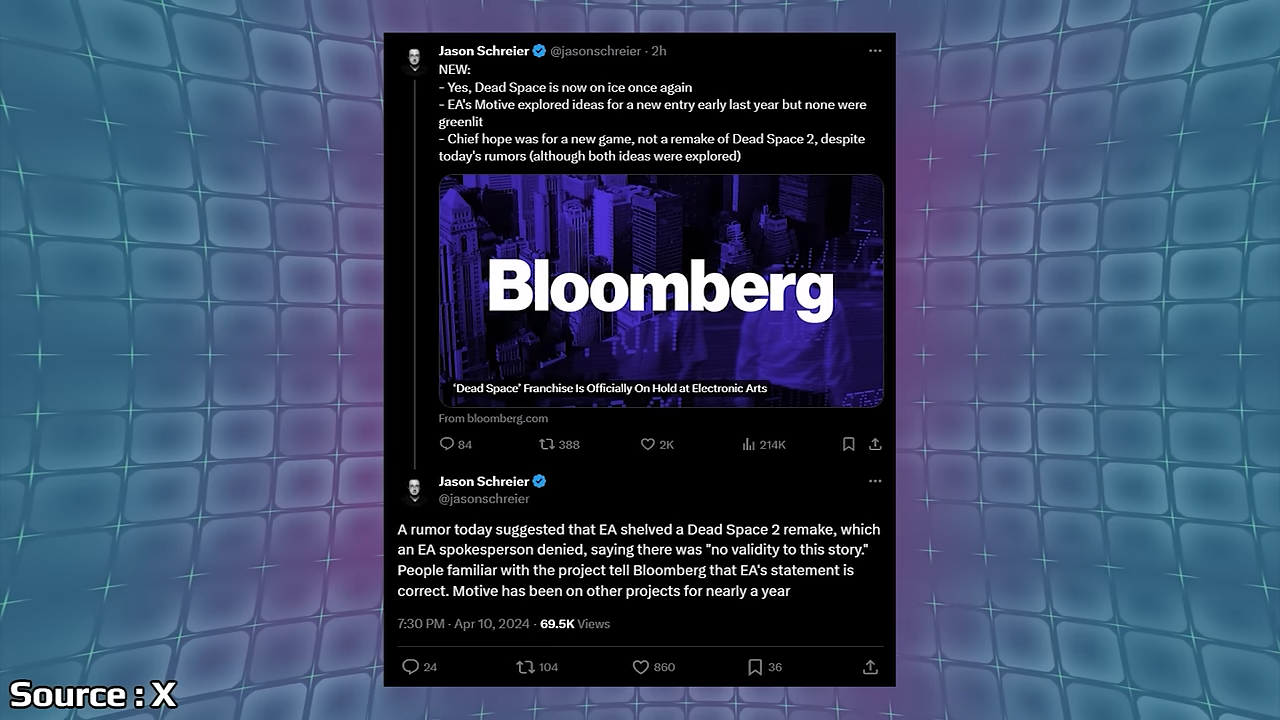 Jason Schreier @jasonschreier · 2h
NEW:
- Yes, Dead Space is now on ice once again
- EA's Motive explored ideas for a new entry early last year but none were
greenlit
- Chief hope was for a new game, not a remake of Dead Space 2, despite
today's rumors (although both ideas were explored)
Bloomberg
'Dead Space' Franchise Is Officially On Hold at Electronic Arts
From bloomberg.com
84 388 2K 214K
Jason Schreier
@jasonschreier
A rumor today suggested that EA shelved a Dead Space 2 remake, which
an EA spokesperson denied, saying there was "no validity to this story."
People familiar with the project tell Bloomberg that EA's statement is
correct. Motive has been on other projects for nearly a year
7:30 PM · Apr 10, 2024 · 69.5K Views
24 104 860 36
Source : X